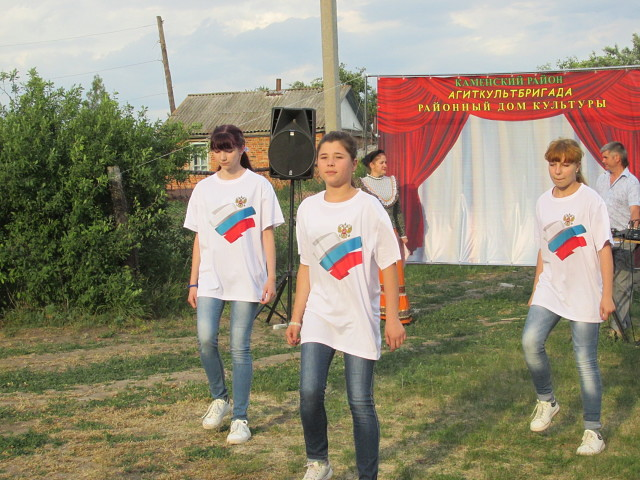 КАМЕНСКИЙ РАЙОН
АГИТКУЛЬТБРИГАДА
РАЙОННЫЙ ДОМ КУЛЬТУРЫ